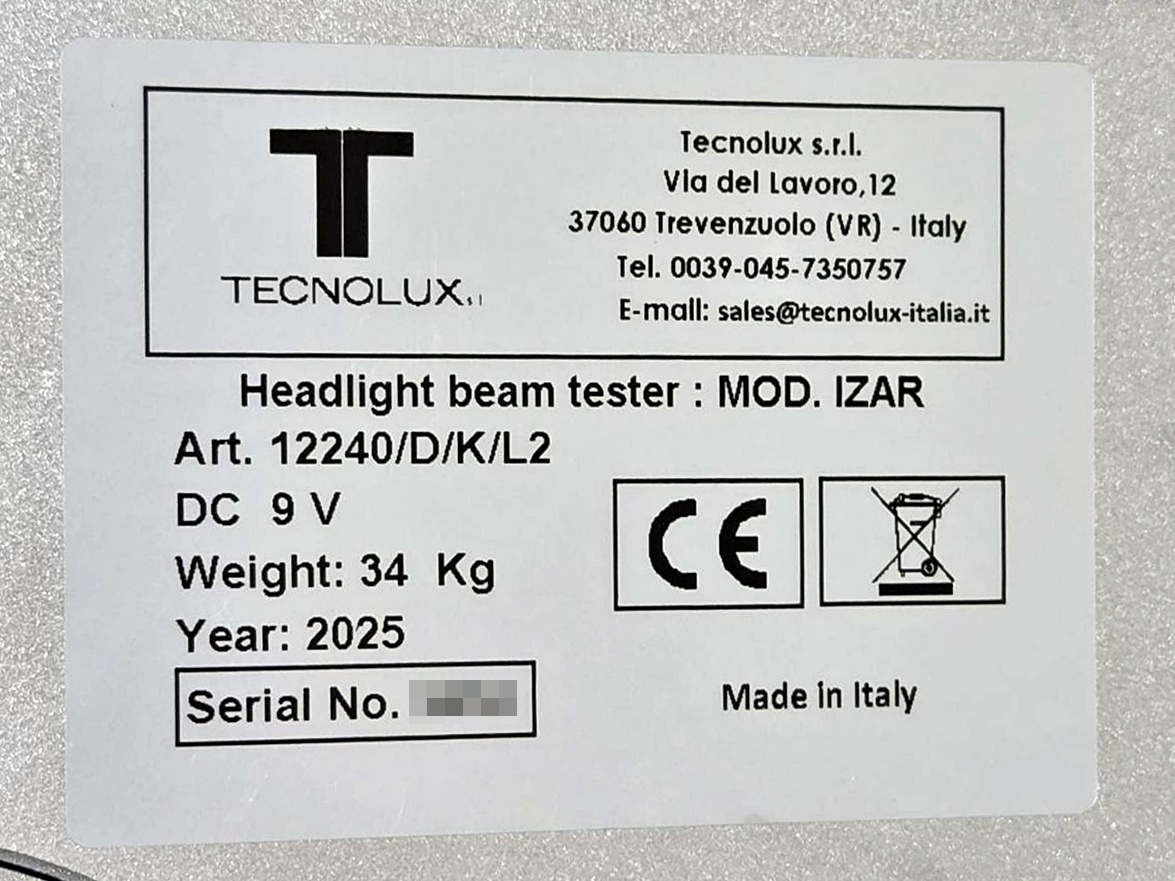 TECNOLUX s.r.l.
Tecnolux s.r.l.
Via del Lavoro,12
37060 Trevenzuolo (VR) - Italy
Tel. 0039-045-7350757
E-mail: sales@tecnolux-italia.it
Headlight beam tester : MOD. IZAR
Art. 12240/D/K/L2
DC 9 V
Weight: 34 Kg
Year: 2025
Serial No.
CE
Made in Italy